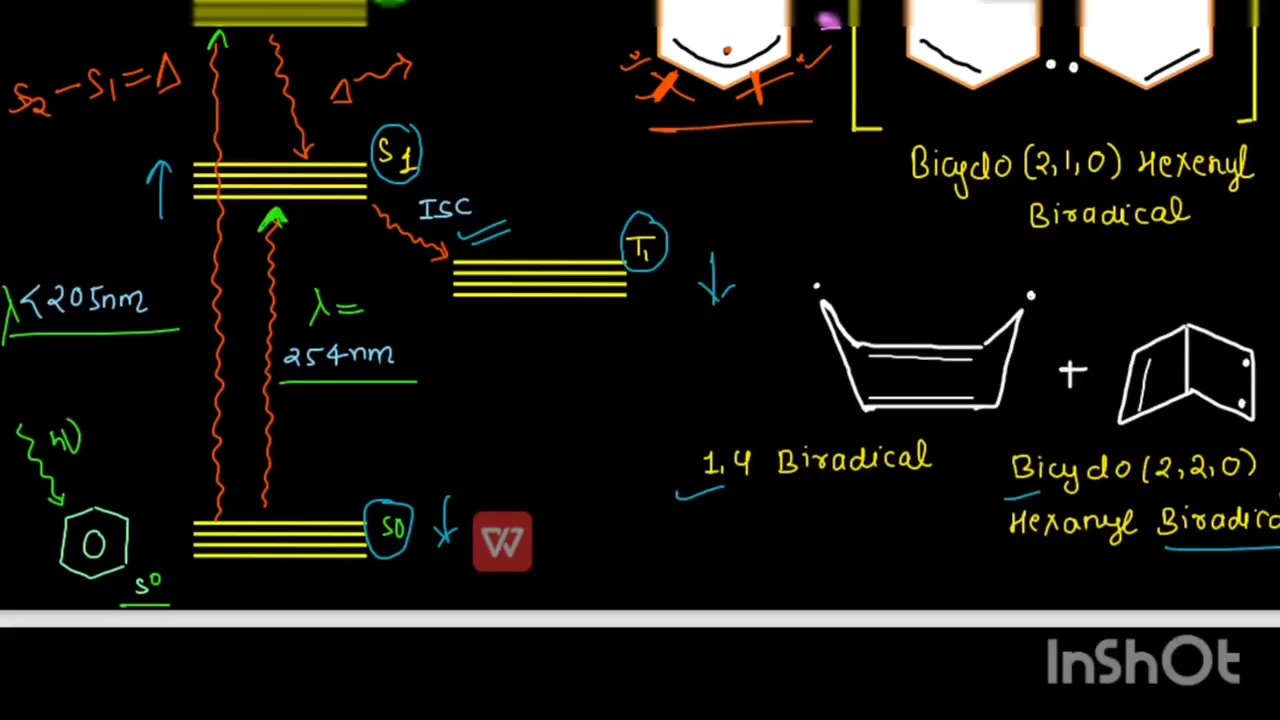 S2 - S1 = Δ
Δ
S1
ISC
T1
λ < 205nm
λ =
254nm
hν
S0
S0
Bicyclo (2,1,0) Hexenyl
Biradical
+
1,4 Biradical
Bicyclo (2,2,0)
Hexanyl Biradica
W
InShOt